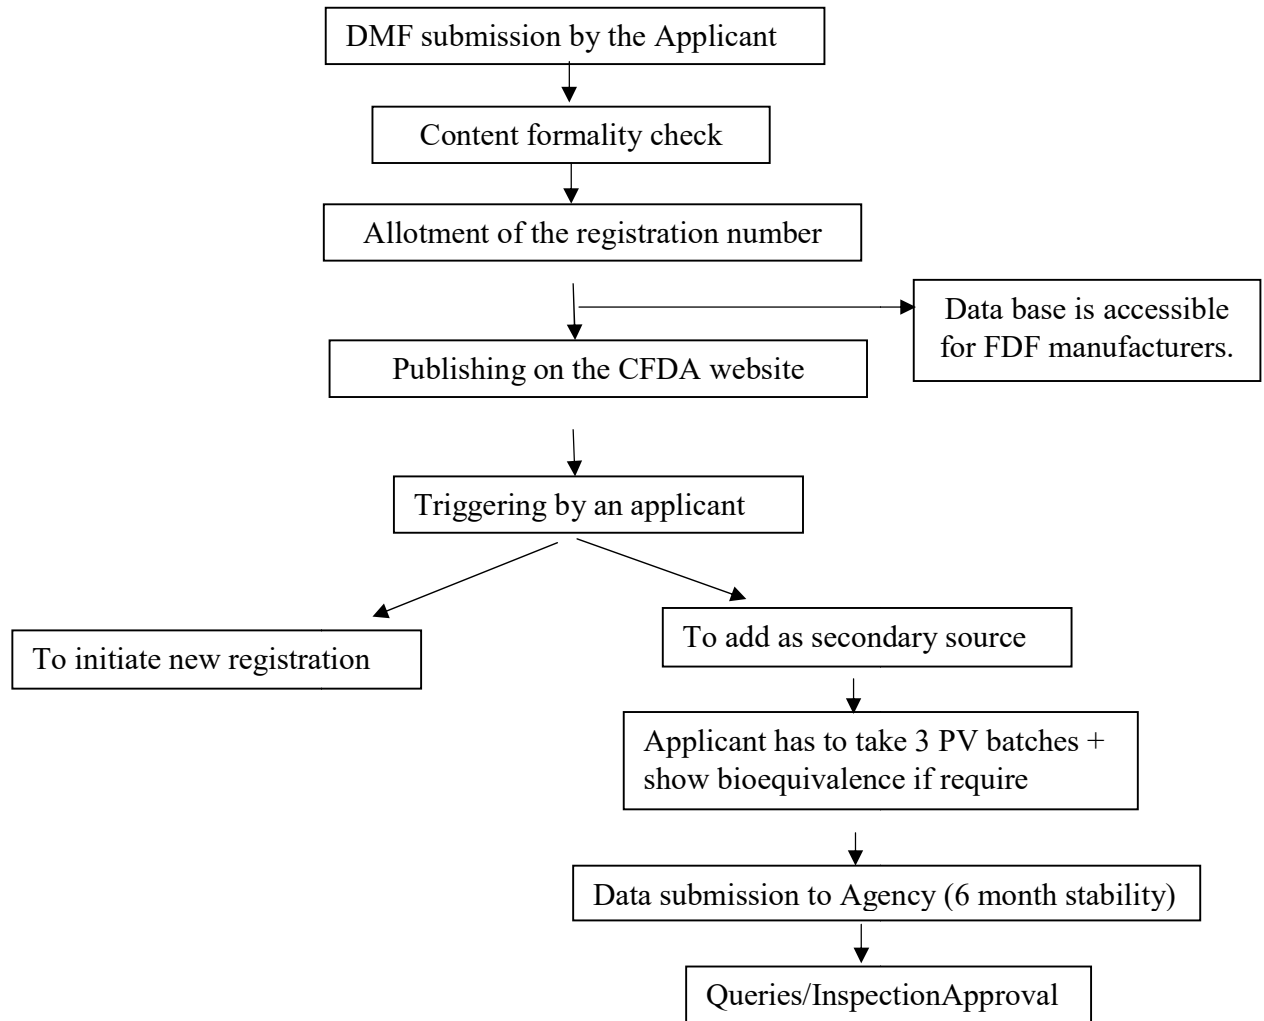 DMF submission by the Applicant
Content formality check
Allotment of the registration number
Data base is accessible
for FDF manufacturers.
Publishing on the CFDA website
Triggering by an applicant
To initiate new registration
To add as secondary source
Applicant has to take 3 PV batches +
show bioequivalence if require
Data submission to Agency (6 month stability)
Queries/InspectionApproval